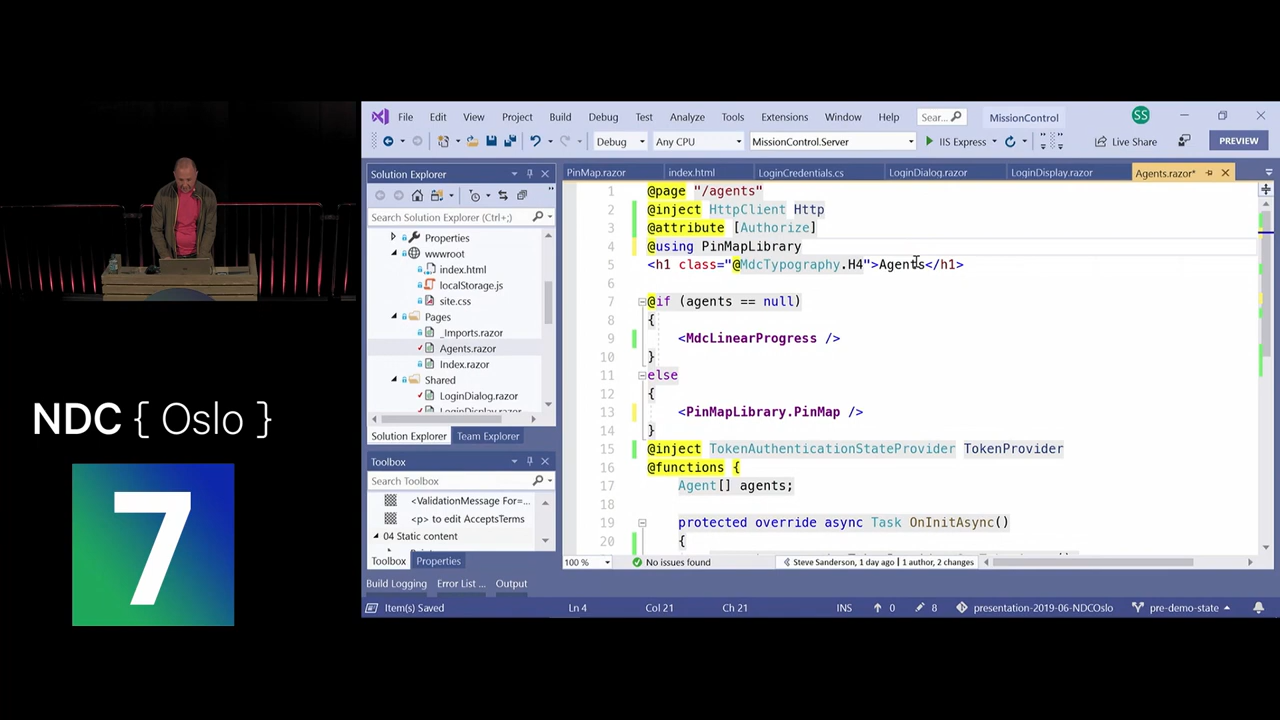 NDC { Oslo }
7
File Edit View Project Build Debug Test Analyze Tools Extensions Window Help Sear... MissionControl SS
Debug Any CPU MissionControl.Server IIS Express Live Share PREVIEW
Solution Explorer
Search Solution Explorer (Ctrl+;)
Properties
wwwroot
index.html
localStorage.js
site.css
Pages
_Imports.razor
Agents.razor
Index.razor
Shared
LoginDialog.razor
LoginDisplay.razor
Solution Explorer Team Explorer
Toolbox
Search Toolbox
<ValidationMessage For=...
<p> to edit AcceptsTerms
04 Static content
Toolbox Properties
PinMap.razor index.html LoginCredentials.cs LoginDialog.razor LoginDisplay.razor Agents.razor*
1 @page "/agents"
2 @inject HttpClient Http
3 @attribute [Authorize]
4 @using PinMapLibrary
5 <h1 class="@MdcTypography.H4">Agents</h1>
6
7 @if (agents == null)
8 {
9 <MdcLinearProgress />
10 }
11 else
12 {
13 <PinMapLibrary.PinMap />
14 }
15 @inject TokenAuthenticationStateProvider TokenProvider
16 @functions {
17 Agent[] agents;
18
19 protected override async Task OnInitAsync()
20 {
100 % No issues found Steve Sanderson, 1 day ago | 1 author, 2 changes
Build Logging Error List ... Output
Item(s) Saved Ln 4 Col 21 Ch 21 INS 0 8 presentation-2019-06-NDCOslo pre-demo-state